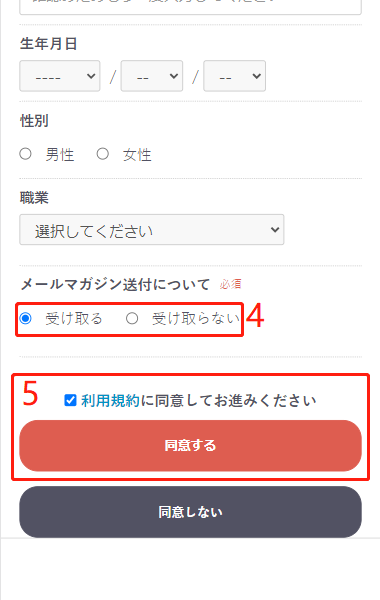 生年月日
---- / -- / --
性別
男性 女性
職業
選択してください
メールマガジン送付について 必須
受け取る 受け取らない 4
5 利用規約に同意してお進みください
同意する
同意しない